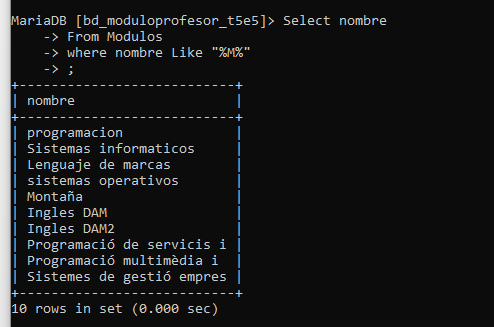 MariaDB [bd_moduloprofesor_t5e5]> Select nombre
    -> From Modulos
    -> where nombre Like "%M%"
    -> ;
+---------------------------+
| nombre                    |
+---------------------------+
| programacion              |
| Sistemas informaticos     |
| Lenguaje de marcas        |
| sistemas operativos       |
| Montaña                   |
| Ingles DAM                |
| Ingles DAM2               |
| Programació de servicis i |
| Programació multimèdia i  |
| Sistemes de gestió empres |
+---------------------------+
10 rows in set (0.000 sec)